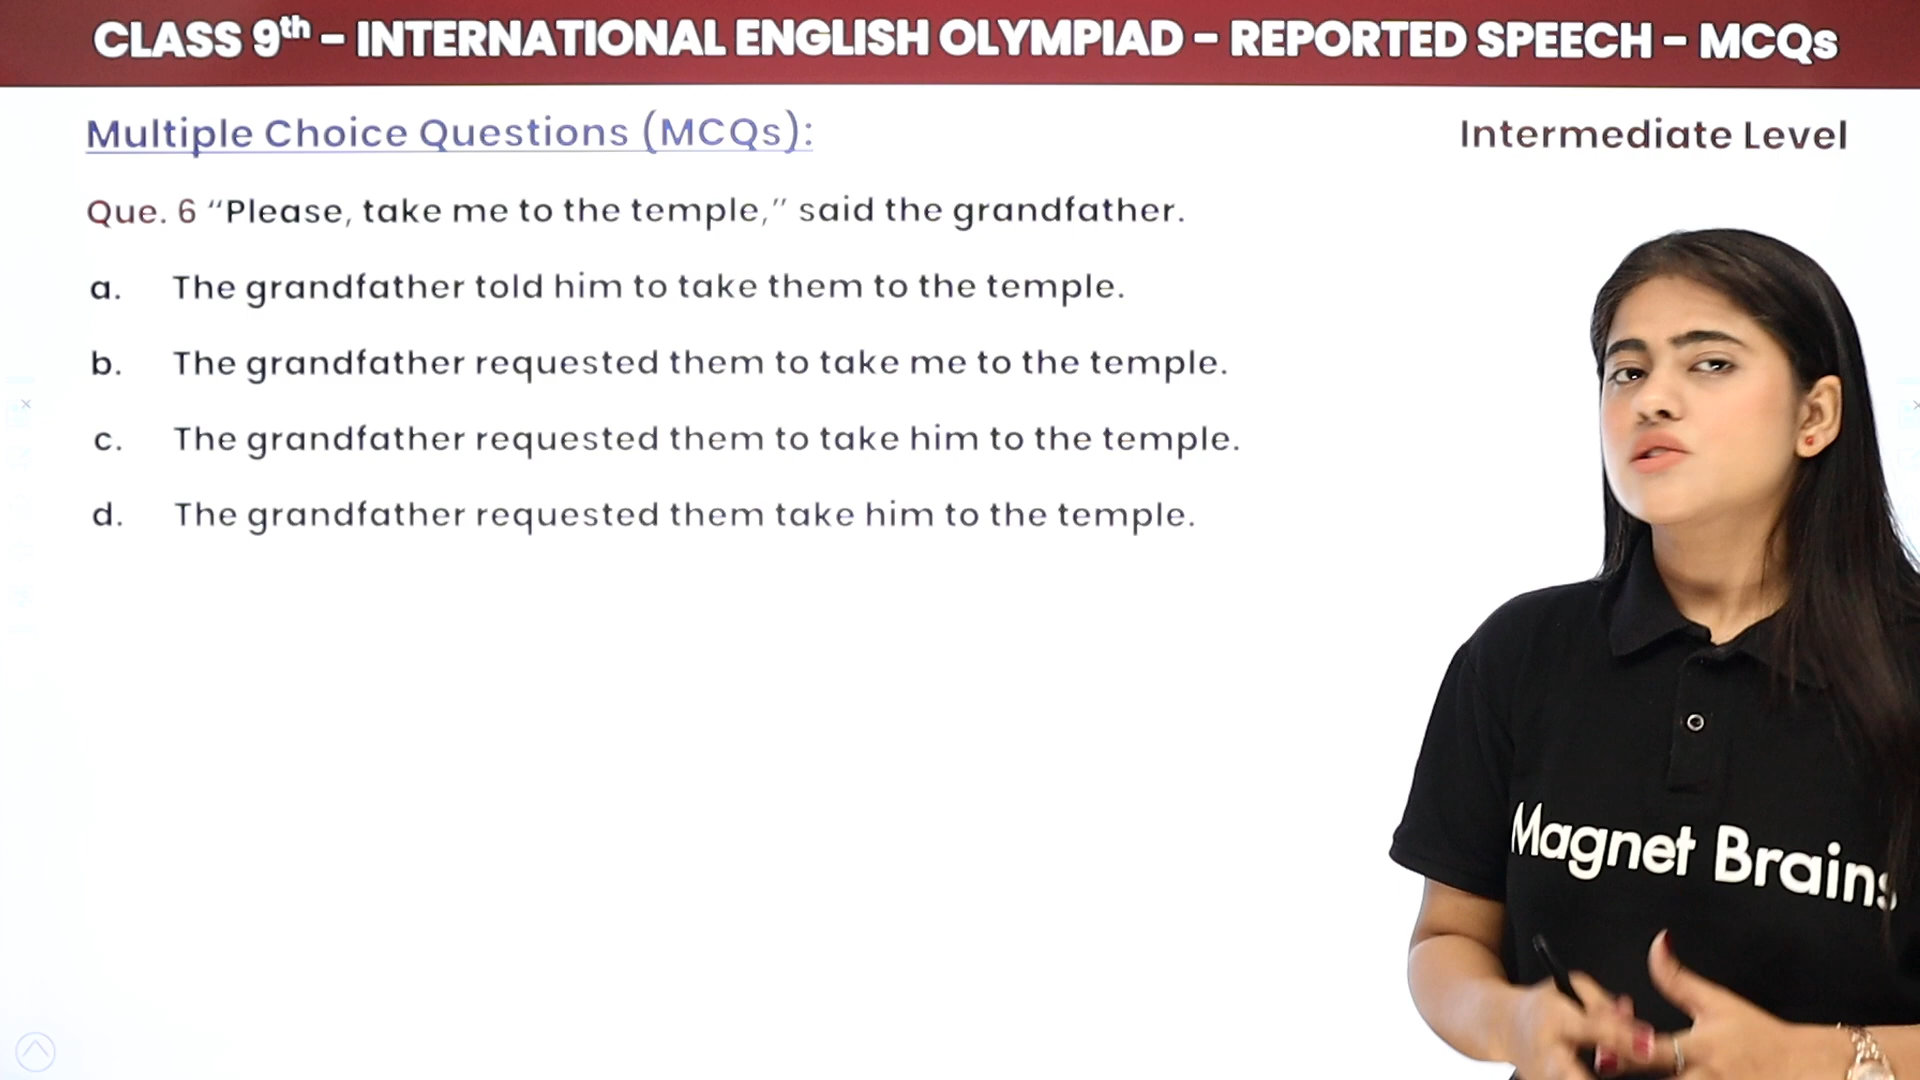 CLASS 9th - INTERNATIONAL ENGLISH OLYMPIAD - REPORTED SPEECH - MCQs
Multiple Choice Questions (MCQs):
Intermediate Level
Que. 6 “Please, take me to the temple,” said the grandfather.
a. The grandfather told him to take them to the temple.
b. The grandfather requested them to take me to the temple.
c. The grandfather requested them to take him to the temple.
d. The grandfather requested them take him to the temple.
Magnet Brains